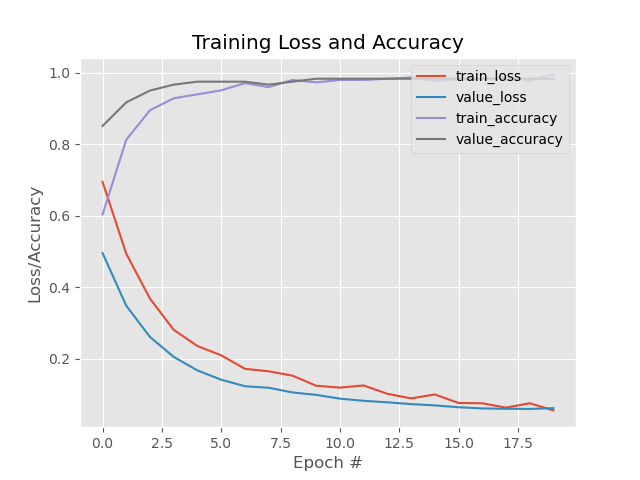 Training Loss and Accuracy
1.0
0.8
0.6
0.4
0.2
Loss/Accuracy
train_loss
value_loss
train_accuracy
value_accuracy
0.0 2.5 5.0 7.5 10.0 12.5 15.0 17.5
Epoch #